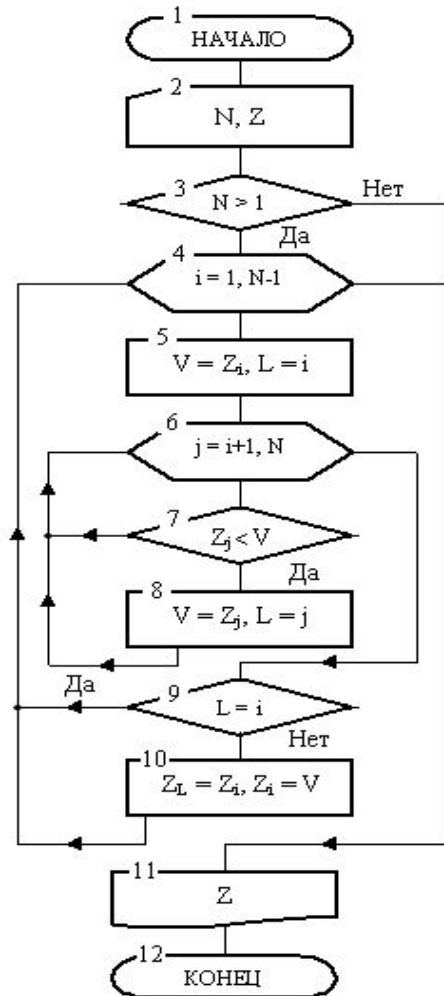 1
НАЧАЛО
2
N, Z
3
N > 1
Нет
Да
4
i = 1, N-1
5
V = Zi, L = i
6
j = i+1, N
7
Zj < V
Да
8
V = Zj, L = j
Да
9
L = i
Нет
10
ZL = Zi, Zi = V
11
Z
12
КОНЕЦ